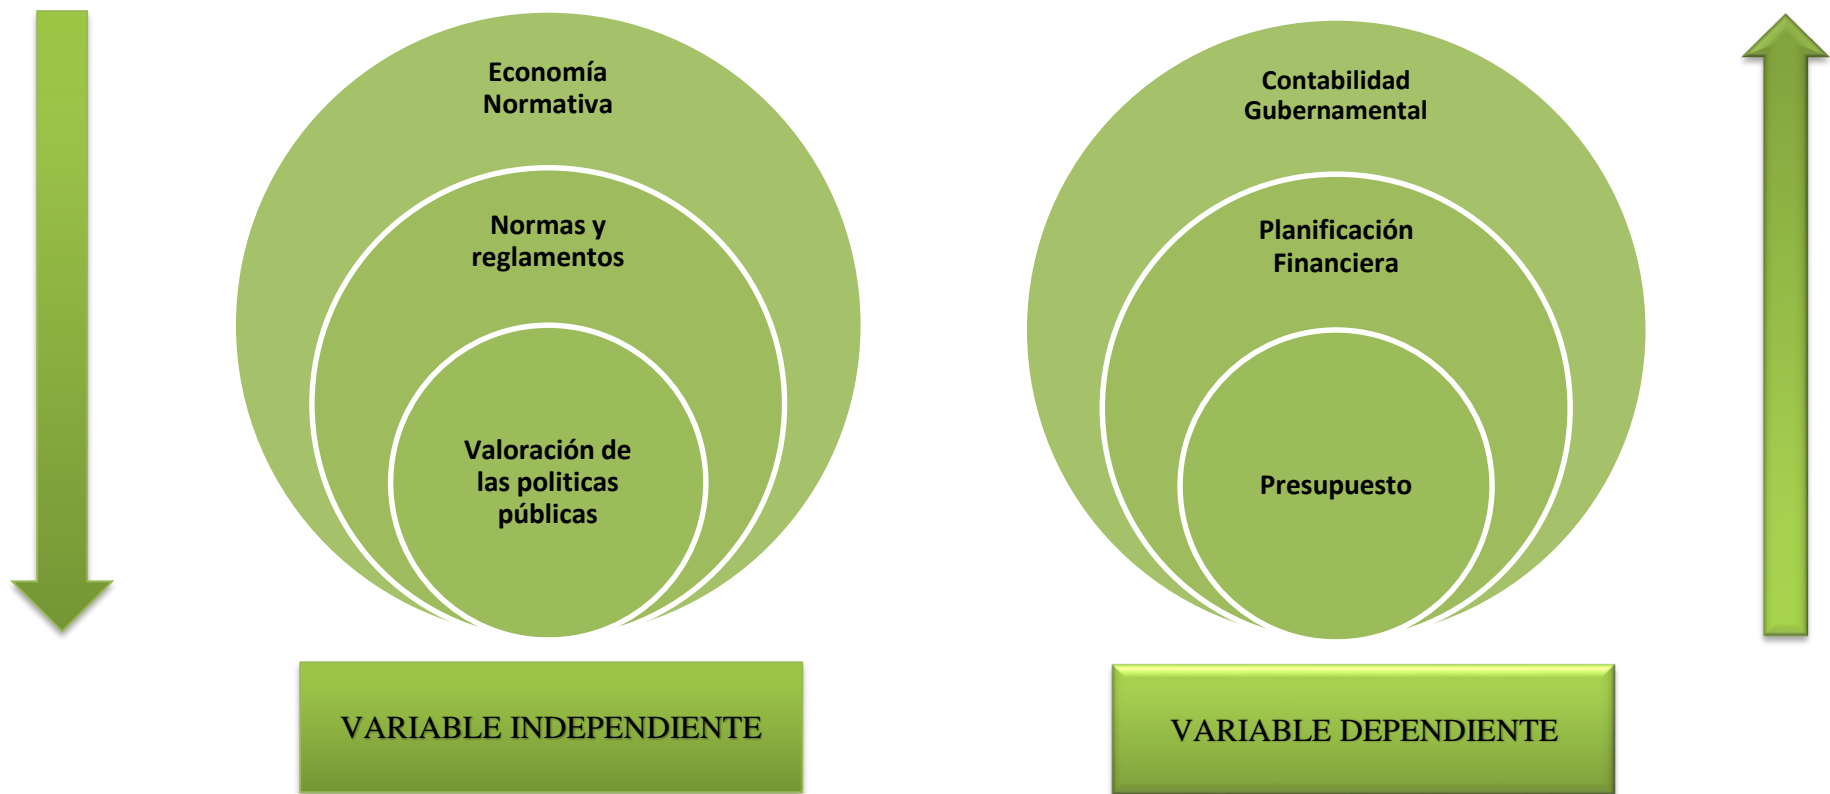 Economía
Normativa
Normas y
reglamentos
Valoración de
las politicas
públicas
VARIABLE INDEPENDIENTE
Contabilidad
Gubernamental
Planificación
Financiera
Presupuesto
VARIABLE DEPENDIENTE